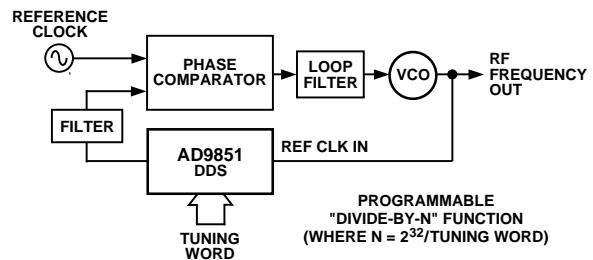 REFERENCE
CLOCK
PHASE
COMPARATOR
LOOP
FILTER
VCO
RF
FREQUENCY
OUT
FILTER
AD9851
DDS
REF CLK IN
TUNING
WORD
PROGRAMMABLE
"DIVIDE-BY-N" FUNCTION
(WHERE N = 2³²/TUNING WORD)